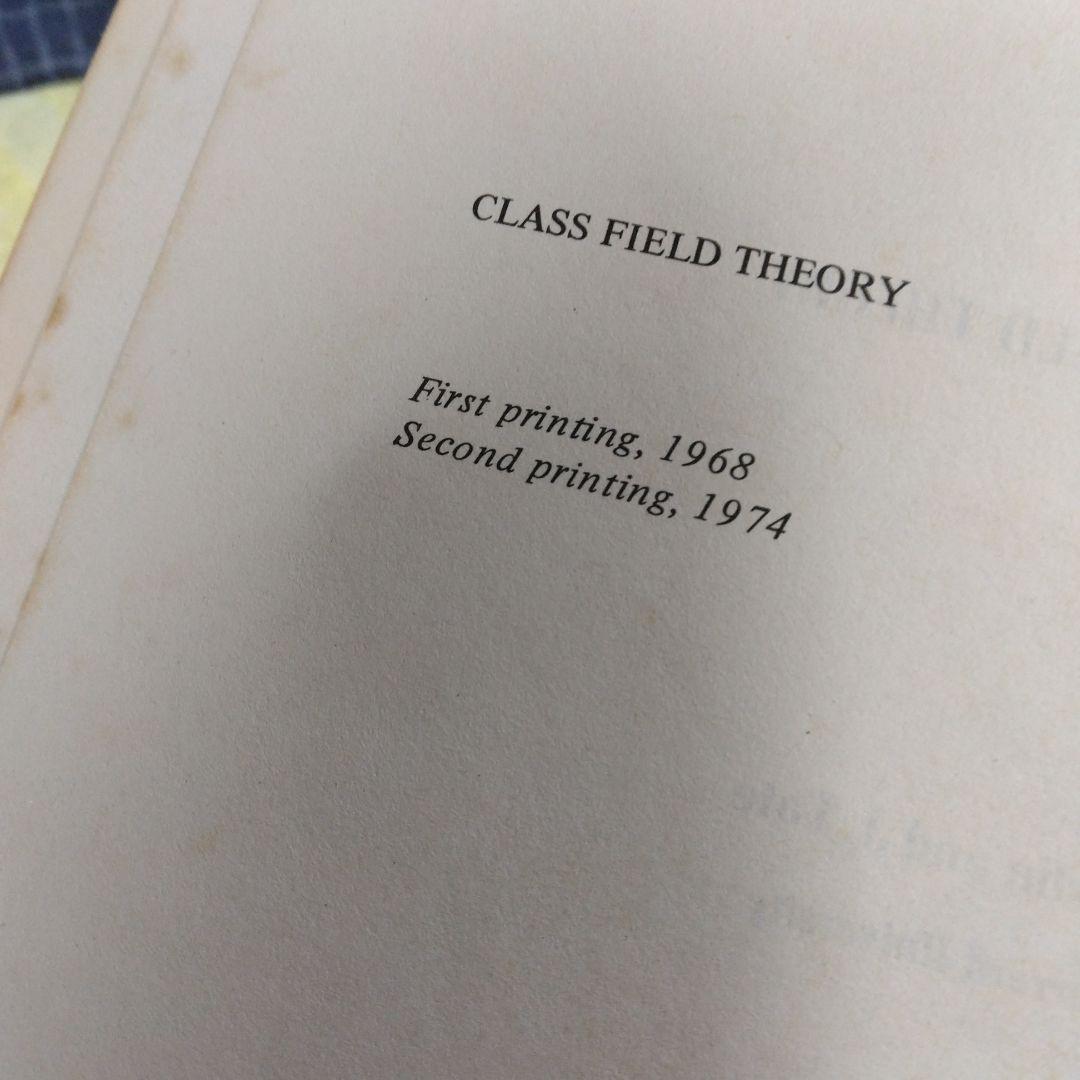 CLASS FIELD THEORY
First printing, 1968
Second printing, 1974